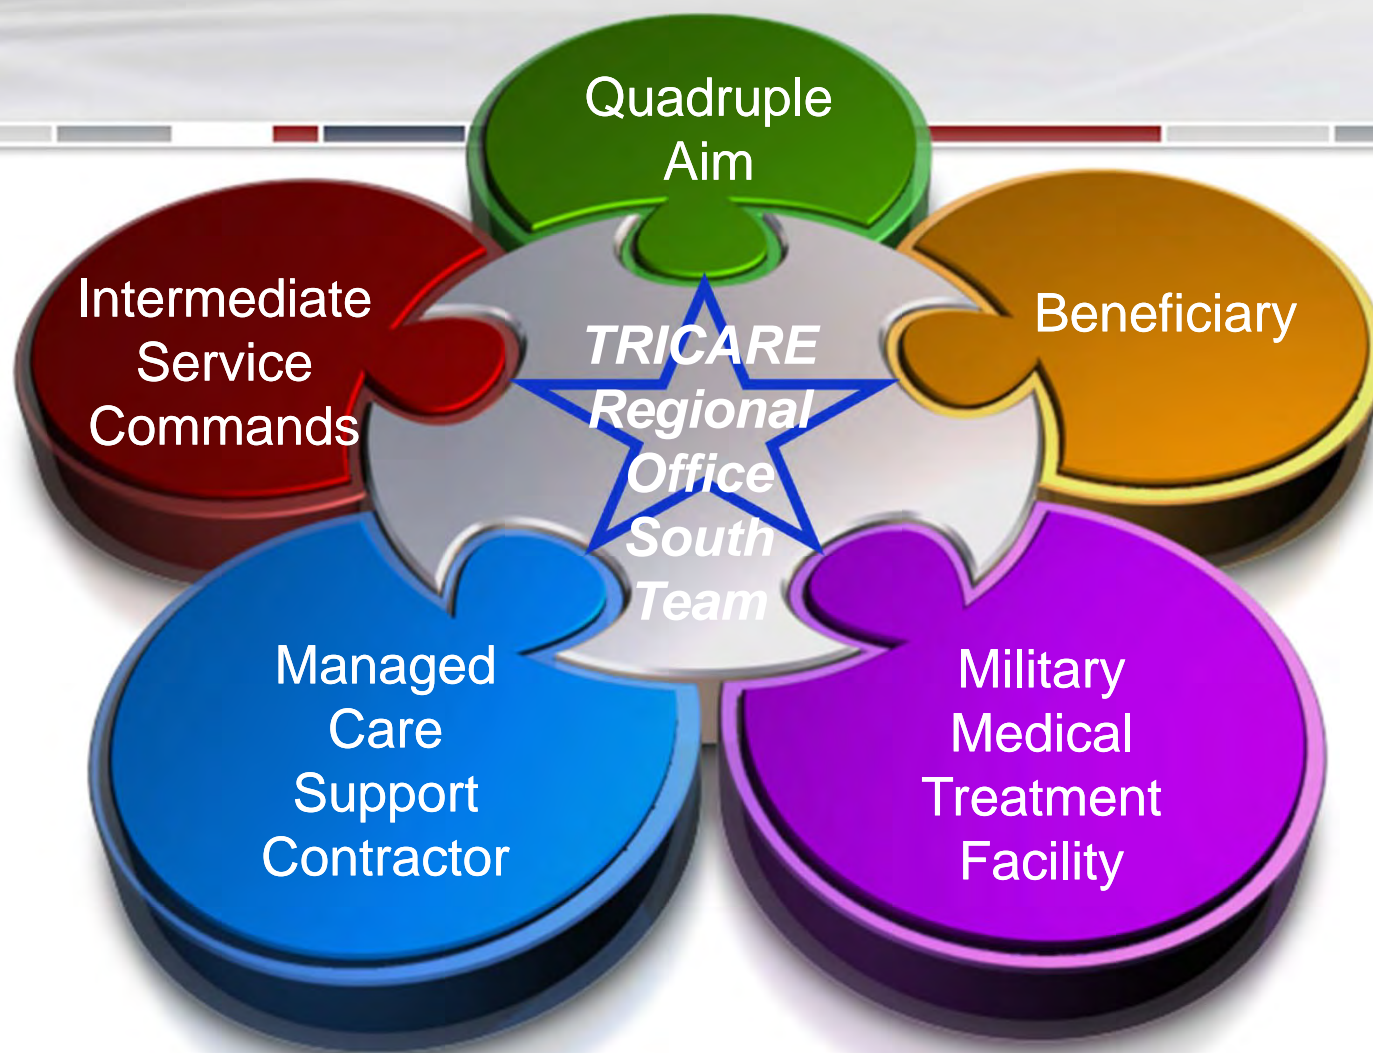 Quadruple
Aim
Intermediate
Service
Commands
Beneficiary
TRICARE
Regional
Office
South
Team
Managed
Care
Support
Contractor
Military
Medical
Treatment
Facility